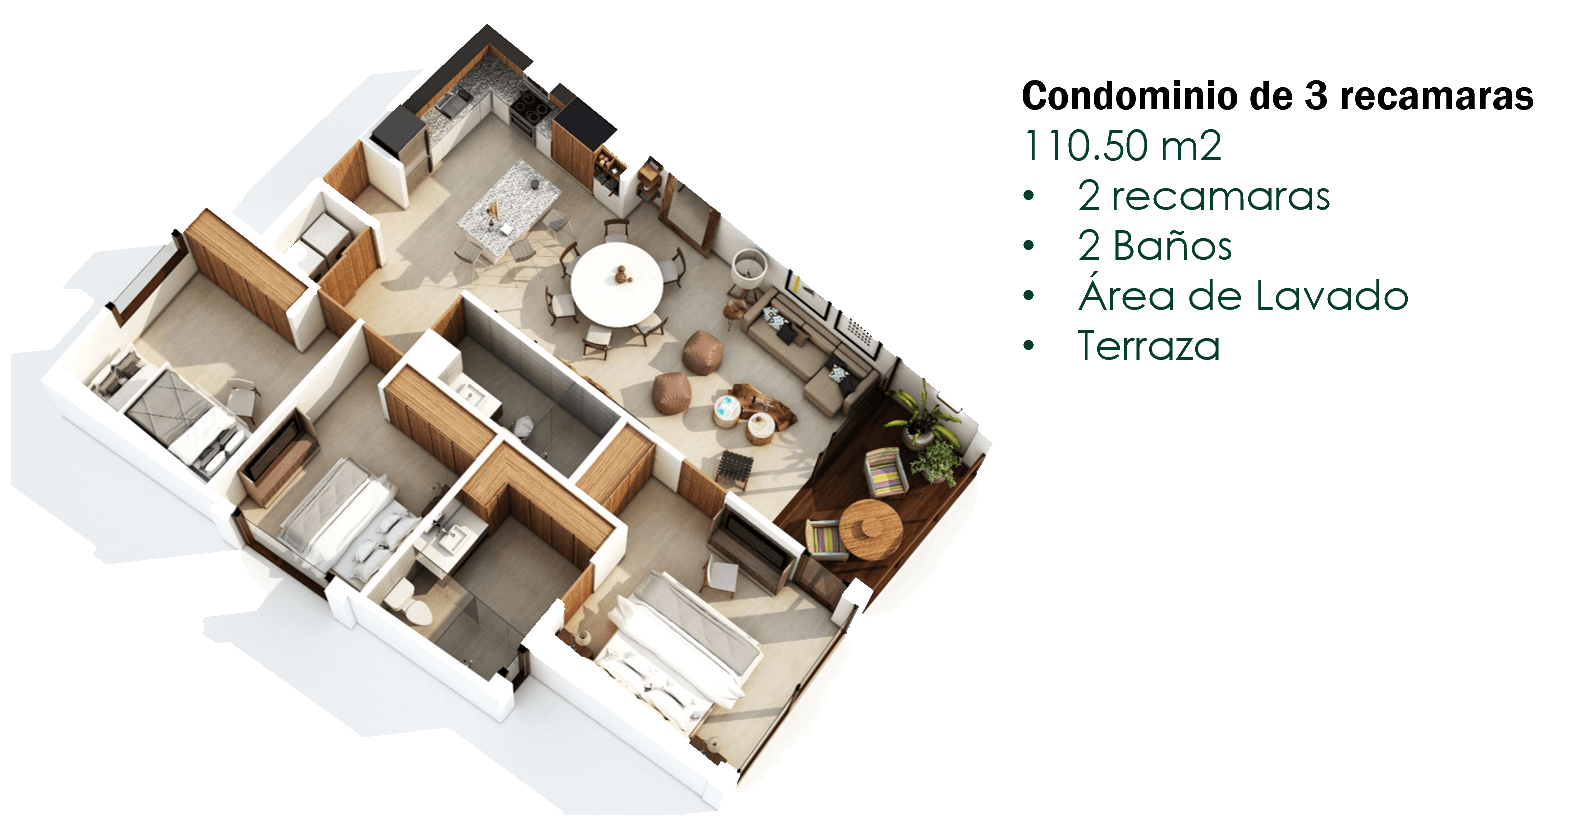 Condominio de 3 recamaras
110.50 m2
• 2 recamaras
• 2 Baños
• Área de Lavado
• Terraza